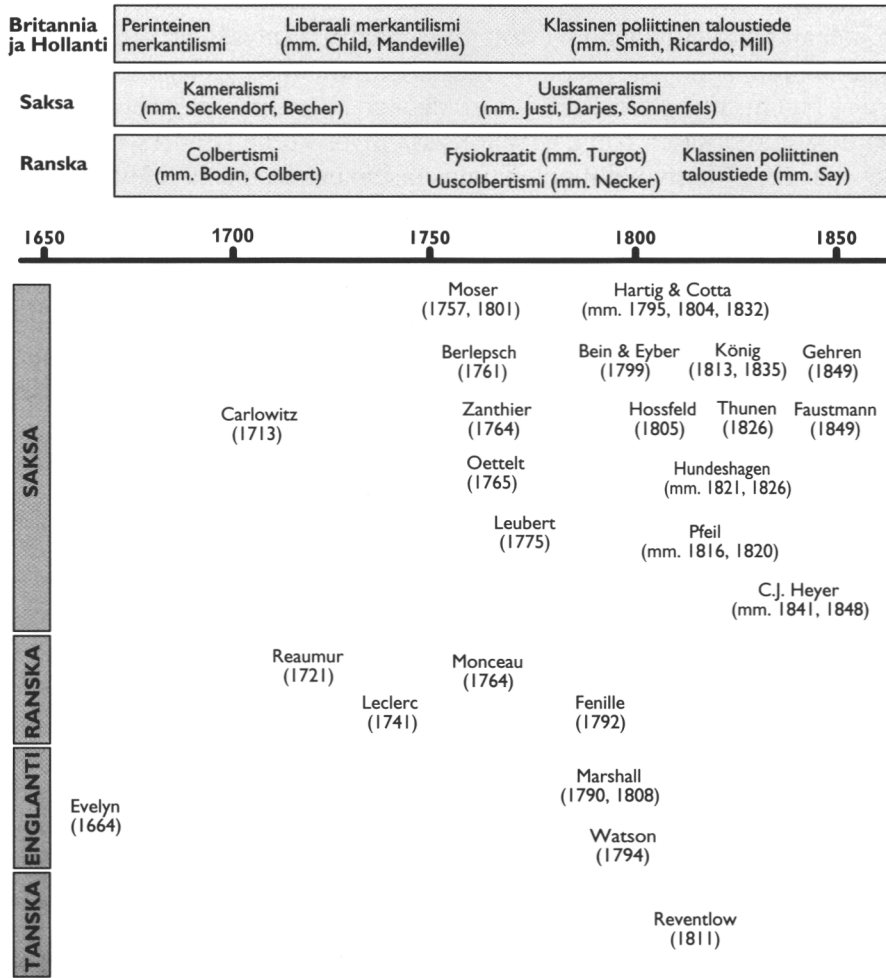 Britannia
ja Hollanti
Perinteinen
merkantilismi
Liberaali merkantilismi
(mm. Child, Mandeville)
Klassinen poliittinen taloustiede
(mm. Smith, Ricardo, Mill)
Saksa
Kameralismi
(mm. Seckendorf, Becher)
Uuskameralismi
(mm. Justi, Darjes, Sonnenfels)
Ranska
Colbertismi
(mm. Bodin, Colbert)
Fysiokraatit (mm. Turgot)
Uuscolbertismi (mm. Necker)
Klassinen poliittinen
taloustiede (mm. Say)
1650 1700 1750 1800 1850
SAKSA
Moser
(1757, 1801)
Hartig & Cotta
(mm. 1795, 1804, 1832)
Berlepsch
(1761)
Bein & Eyber
(1799)
König
(1813, 1835)
Gehren
(1849)
Carlowitz
(1713)
Zanthier
(1764)
Hossfeld
(1805)
Thunen
(1826)
Faustmann
(1849)
Oettelt
(1765)
Hundeshagen
(mm. 1821, 1826)
Leubert
(1775)
Pfeil
(mm. 1816, 1820)
C.J. Heyer
(mm. 1841, 1848)
RANSKA
Reaumur
(1721)
Monceau
(1764)
Leclerc
(1741)
Fenille
(1792)
ENGLANTI
Marshall
(1790, 1808)
Evelyn
(1664)
Watson
(1794)
TANSKA
Reventlow
(1811)